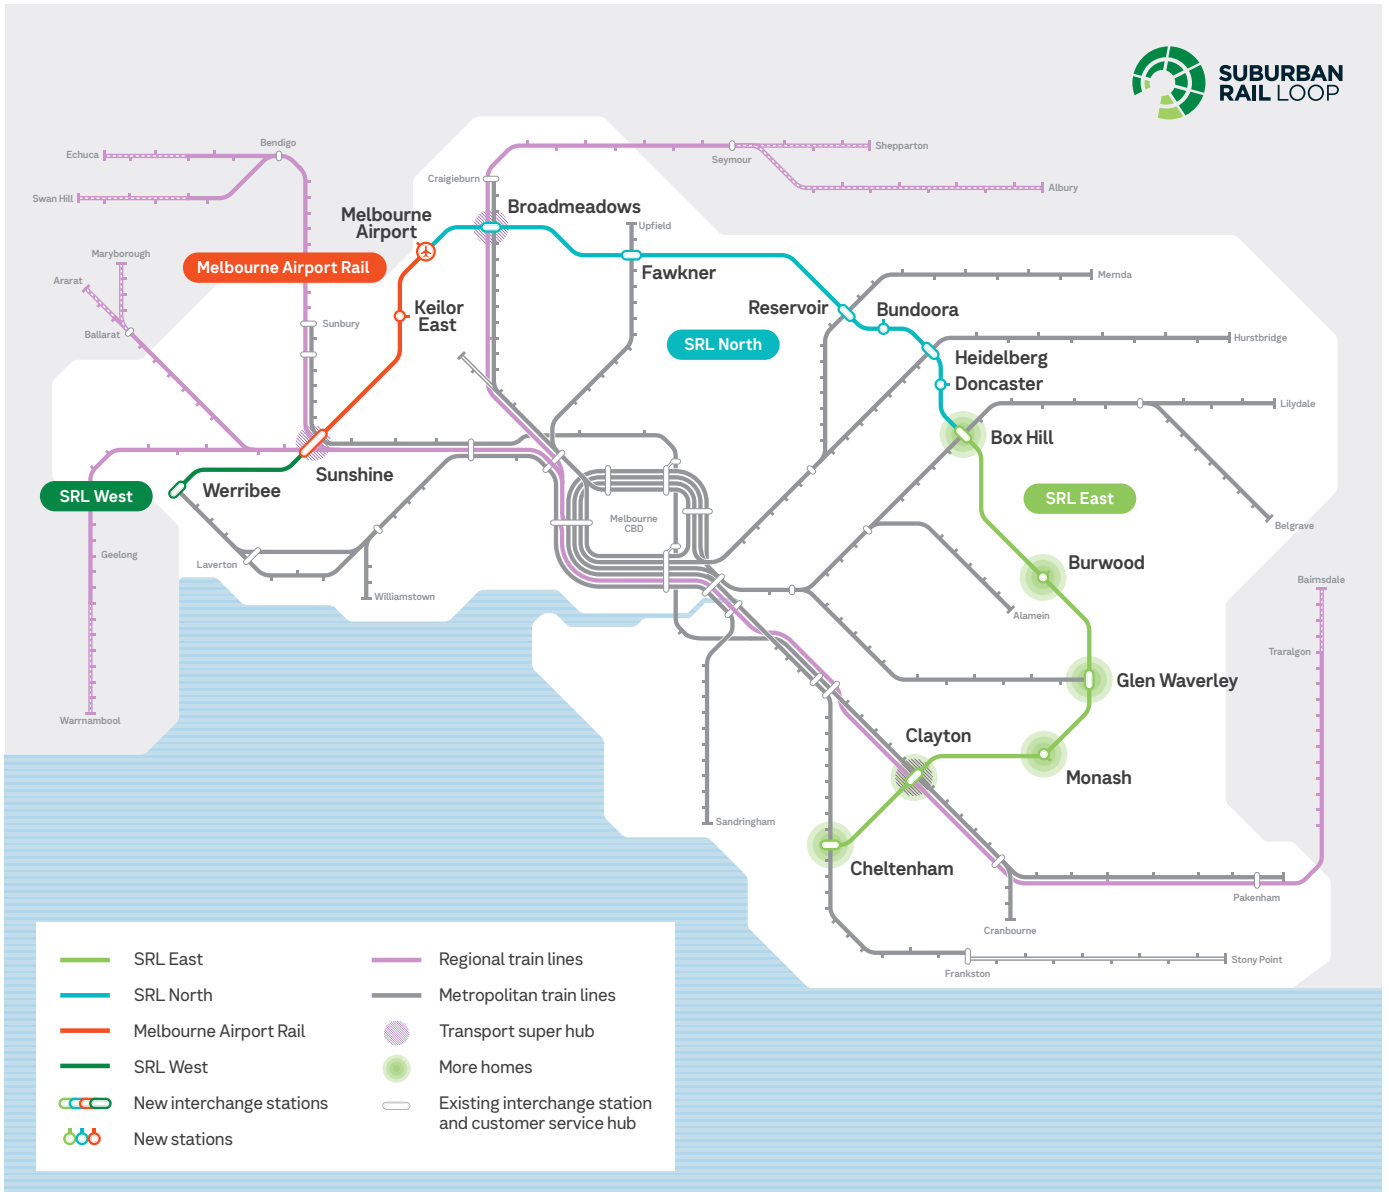 SUBURBAN
RAIL LOOP
Bendigo
Echuca
Swan Hill
Craigieburn
Seymour
Shepparton
Albury
Melbourne
Airport
Broadmeadows
Upfield
Fawkner
Maryborough
Ararat
Ballarat
Melbourne Airport Rail
Sunbury
Keilor
East
Mernda
Reservoir
Bundoora
SRL North
Hurstbridge
Heidelberg
Doncaster
Lilydale
Box Hill
Sunshine
SRL West
Werribee
SRL East
Melbourne
CBD
Belgrave
Geelong
Laverton
Williamstown
Burwood
Alamein
Bairnsdale
Traralgon
Glen Waverley
Warrnambool
Clayton
Monash
Sandringham
Cheltenham
Pakenham
Cranbourne
Frankston
Stony Point
SRL East
SRL North
Melbourne Airport Rail
SRL West
New interchange stations
New stations
Regional train lines
Metropolitan train lines
Transport super hub
More homes
Existing interchange station
and customer service hub